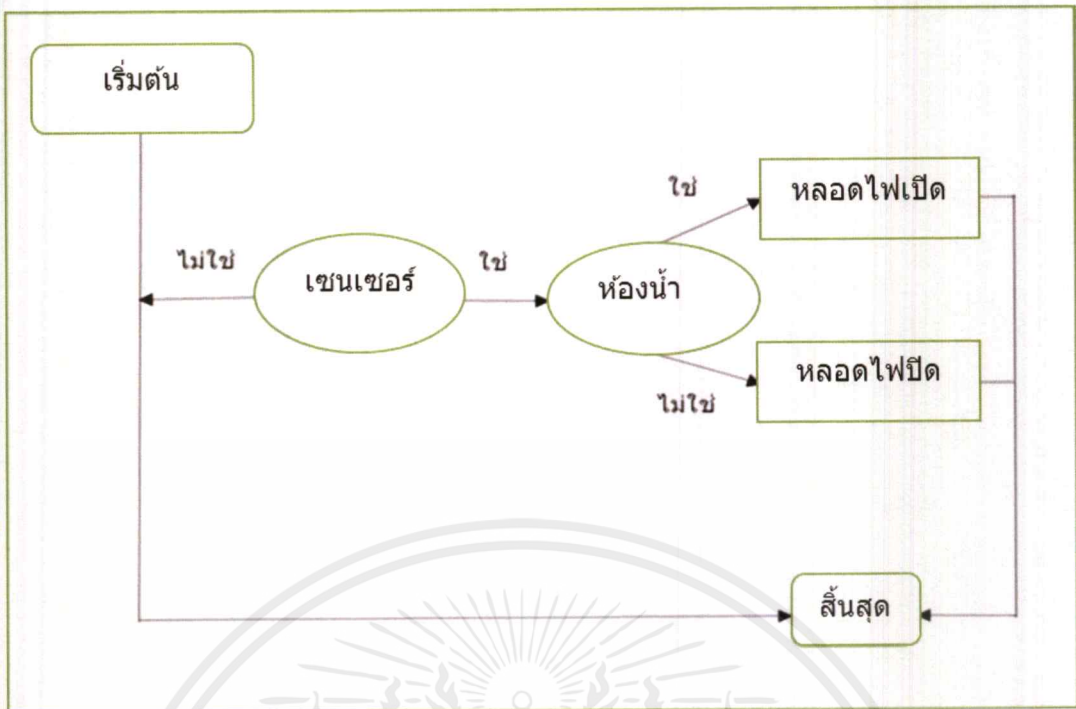 เริ่มต้น
ใช่
หลอดไฟเปิด
ไม่ใช่
เซนเซอร์
ใช่
ห้องน้ำ
หลอดไฟปิด
ไม่ใช่
สิ้นสุด